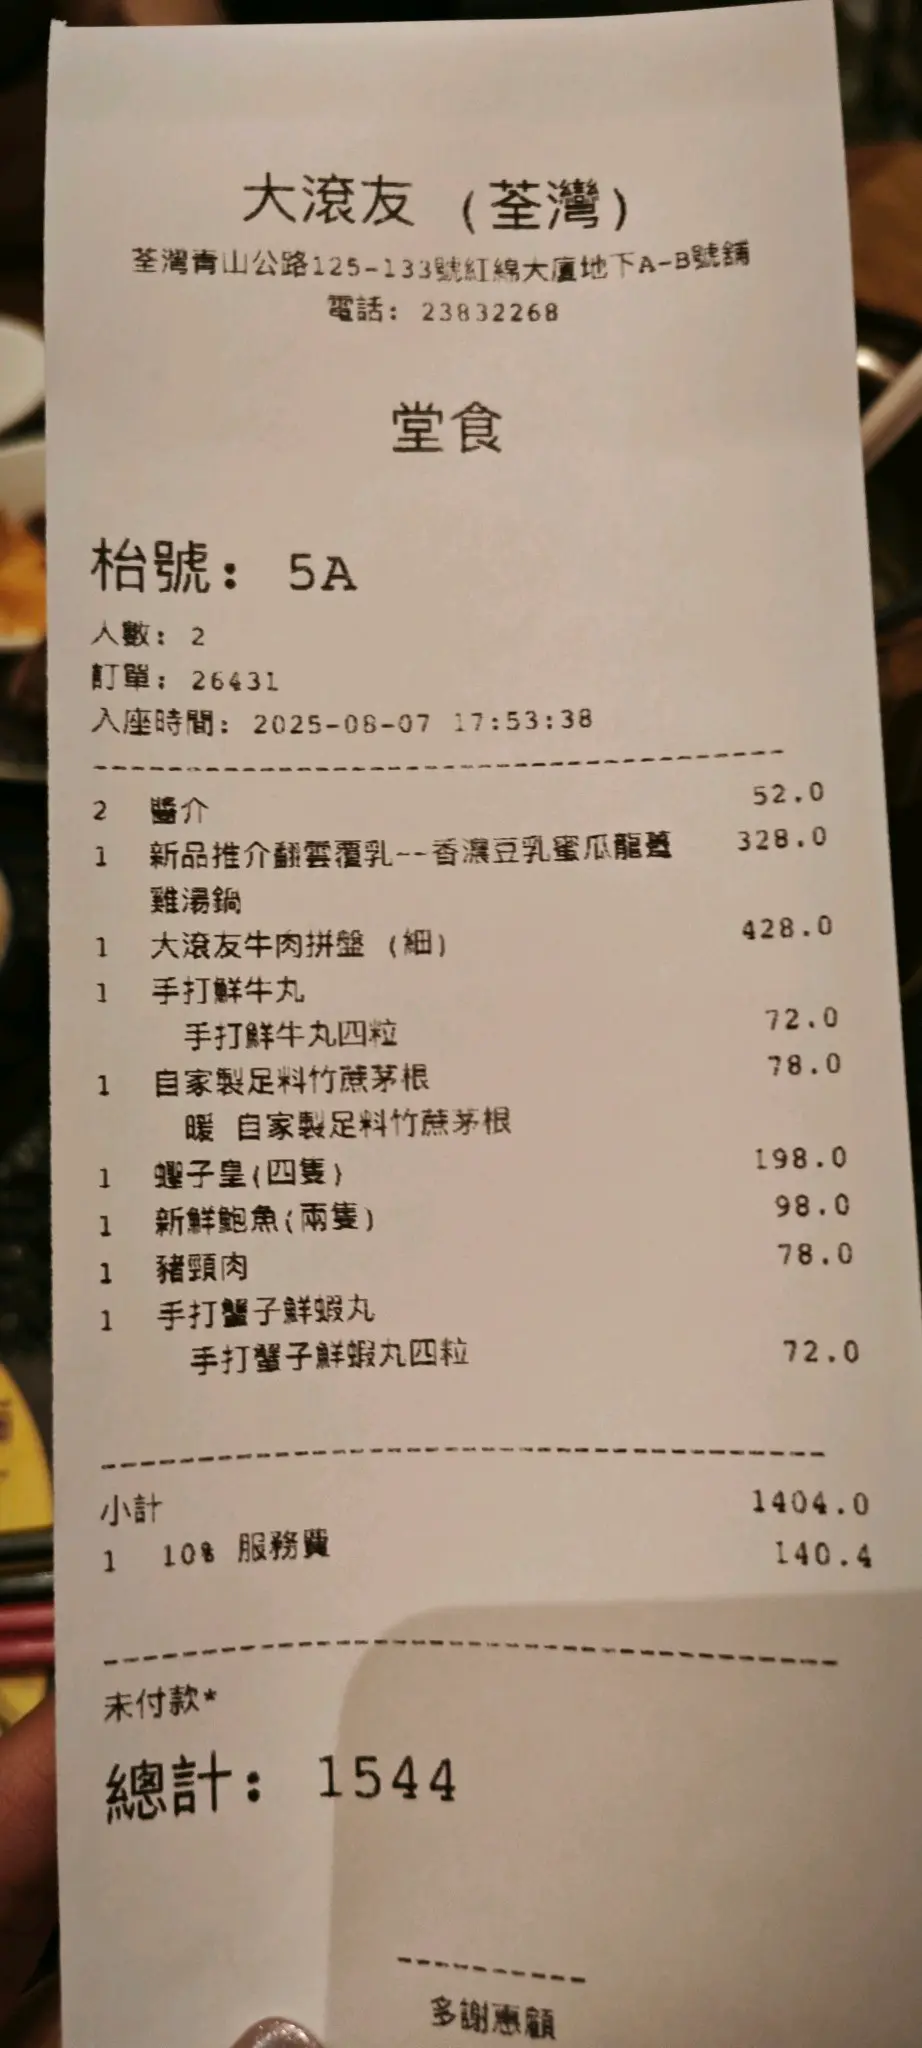 大滾友 (荃灣)
荃灣青山公路125-133號紅綿大廈地下A-B號舖
電話: 23832268
堂食
枱號: 5A
人數: 2
訂單: 26431
入座時間: 2025-08-07 17:53:38
2 醬介 52.0
1 新品推介翻雲覆乳--香濃豆乳蜜瓜龍躉 328.0
雞湯鍋
1 大滾友牛肉拼盤 (細) 428.0
1 手打鮮牛丸
手打鮮牛丸四粒 72.0
1 自家製足料竹蔗茅根 78.0
暖 自家製足料竹蔗茅根
1 蟶子皇(四隻) 198.0
1 新鮮鮑魚(兩隻) 98.0
1 豬頸肉 78.0
1 手打蟹子鮮蝦丸
手打蟹子鮮蝦丸四粒 72.0
小計 1404.0
1 10% 服務費 140.4
未付款*
總計: 1544
多謝惠顧